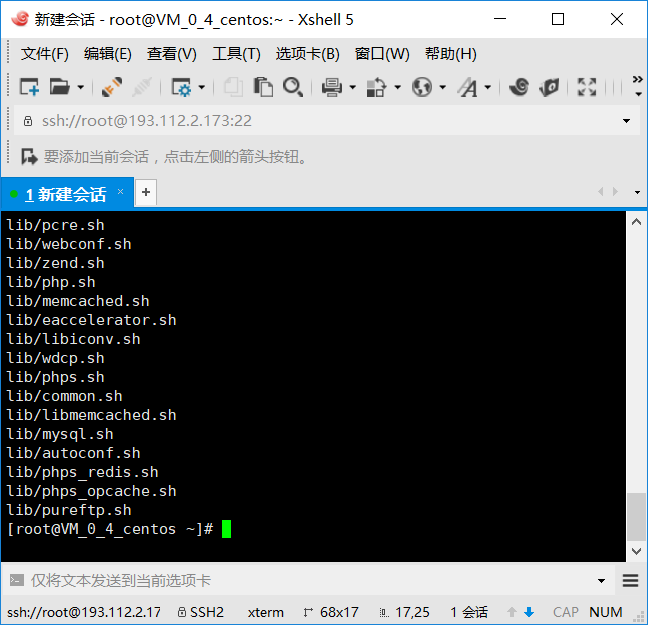 新建会话 - root@VM_0_4_centos:~ - Xshell 5
文件(F) 编辑(E) 查看(V) 工具(T) 选项卡(B) 窗口(W) 帮助(H)
ssh://root@193.112.2.173:22
要添加当前会话，点击左侧的箭头按钮。
1 新建会话 × +
lib/pcre.sh
lib/webconf.sh
lib/zend.sh
lib/php.sh
lib/memcached.sh
lib/eaccelerator.sh
lib/libiconv.sh
lib/wdcp.sh
lib/phps.sh
lib/common.sh
lib/libmemcached.sh
lib/mysql.sh
lib/autoconf.sh
lib/phps_redis.sh
lib/phps_opcache.sh
lib/pureftp.sh
[root@VM_0_4_centos ~]#
仅将文本发送到当前选项卡
ssh://root@193.112.2.17 SSH2 xterm 68x17 17,25 1 会话 CAP NUM